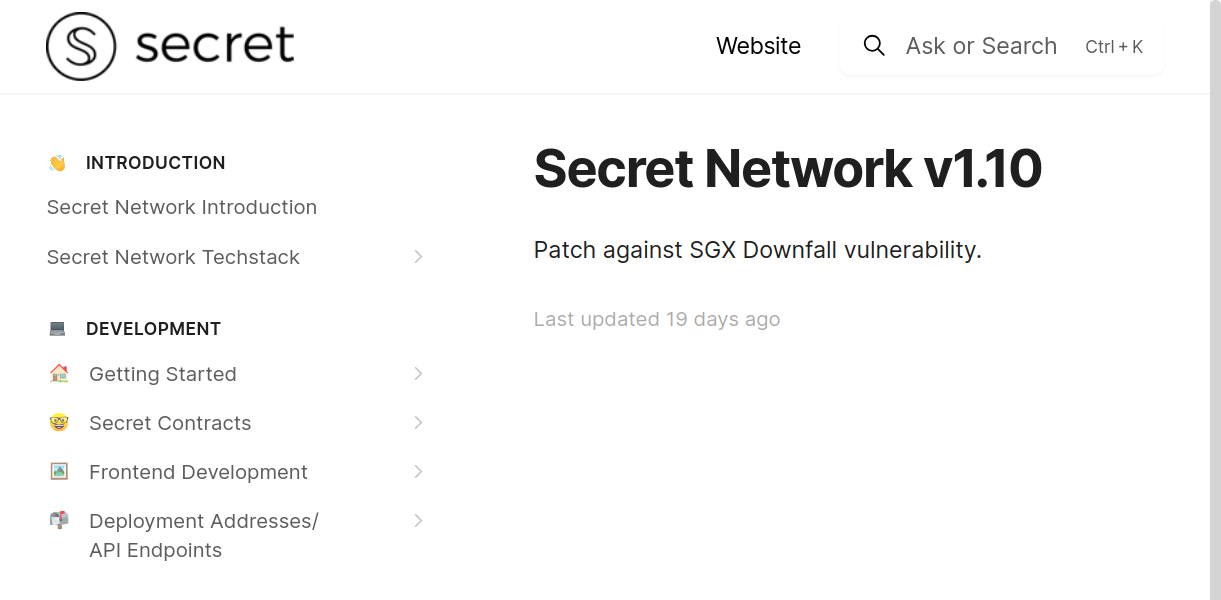 secret
Website
Ask or Search Ctrl + K
INTRODUCTION
Secret Network Introduction
Secret Network Techstack
DEVELOPMENT
Getting Started
Secret Contracts
Frontend Development
Deployment Addresses/
API Endpoints
Secret Network v1.10
Patch against SGX Downfall vulnerability.
Last updated 19 days ago